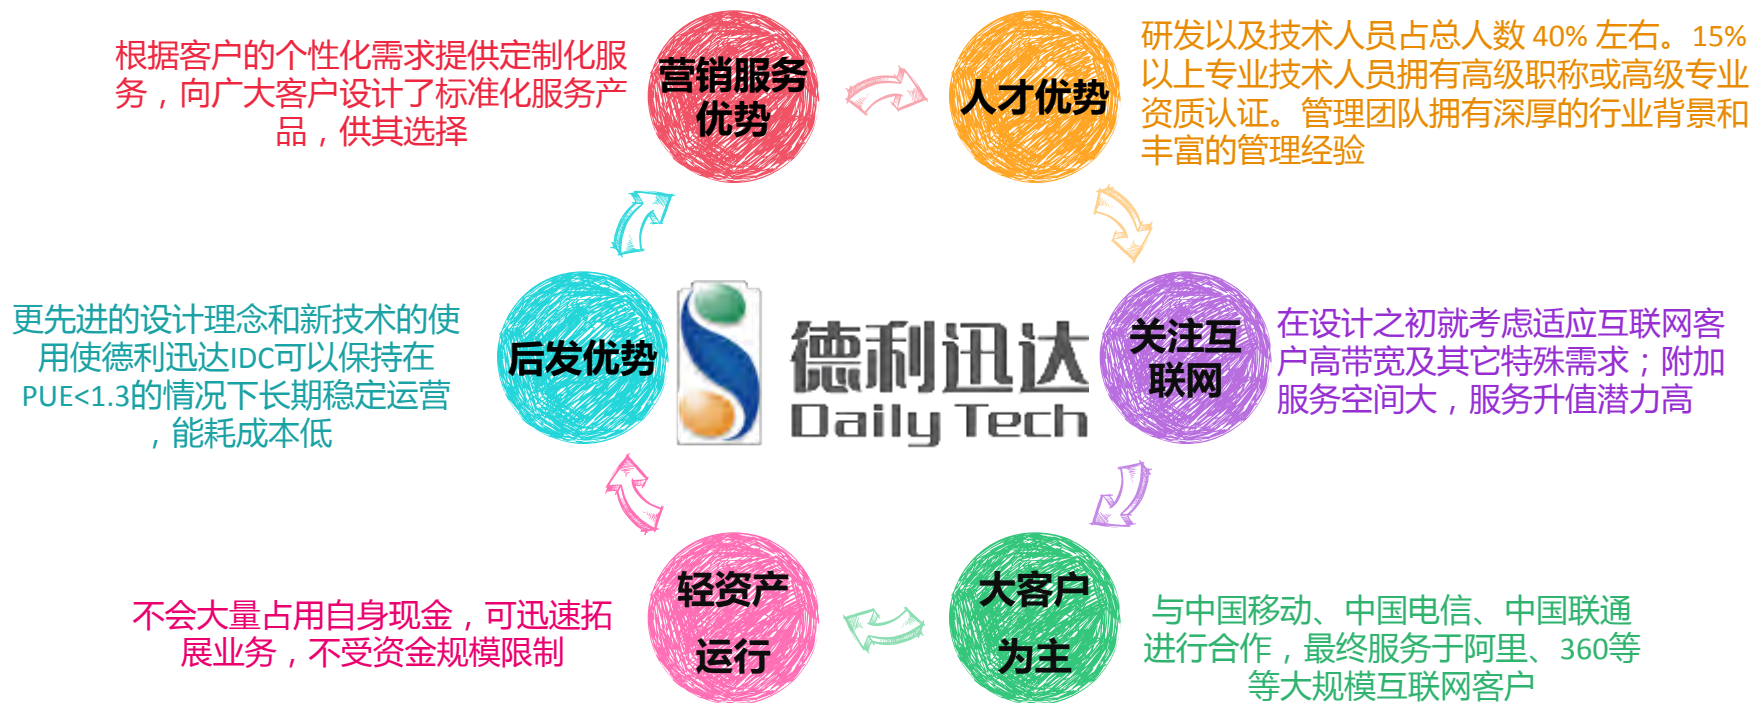 根据客户的个性化需求提供定制化服
务，向广大客户设计了标准化服务产
品，供其选择
营销服务
优势
人才优势
研发以及技术人员占总人数 40% 左右。15%
以上专业技术人员拥有高级职称或高级专业
资质认证。管理团队拥有深厚的行业背景和
丰富的管理经验
更先进的设计理念和新技术的使
用使德利迅达IDC可以保持在
PUE<1.3的情况下长期稳定运营
，能耗成本低
后发优势
德利迅达
Daily Tech
关注互
联网
在设计之初就考虑适应互联网客
户高带宽及其它特殊需求；附加
服务空间大，服务升值潜力高
不会大量占用自身现金，可迅速拓
展业务，不受资金规模限制
轻资产
运行
大客户
为主
与中国移动、中国电信、中国联通
进行合作，最终服务于阿里、360等
等大规模互联网客户